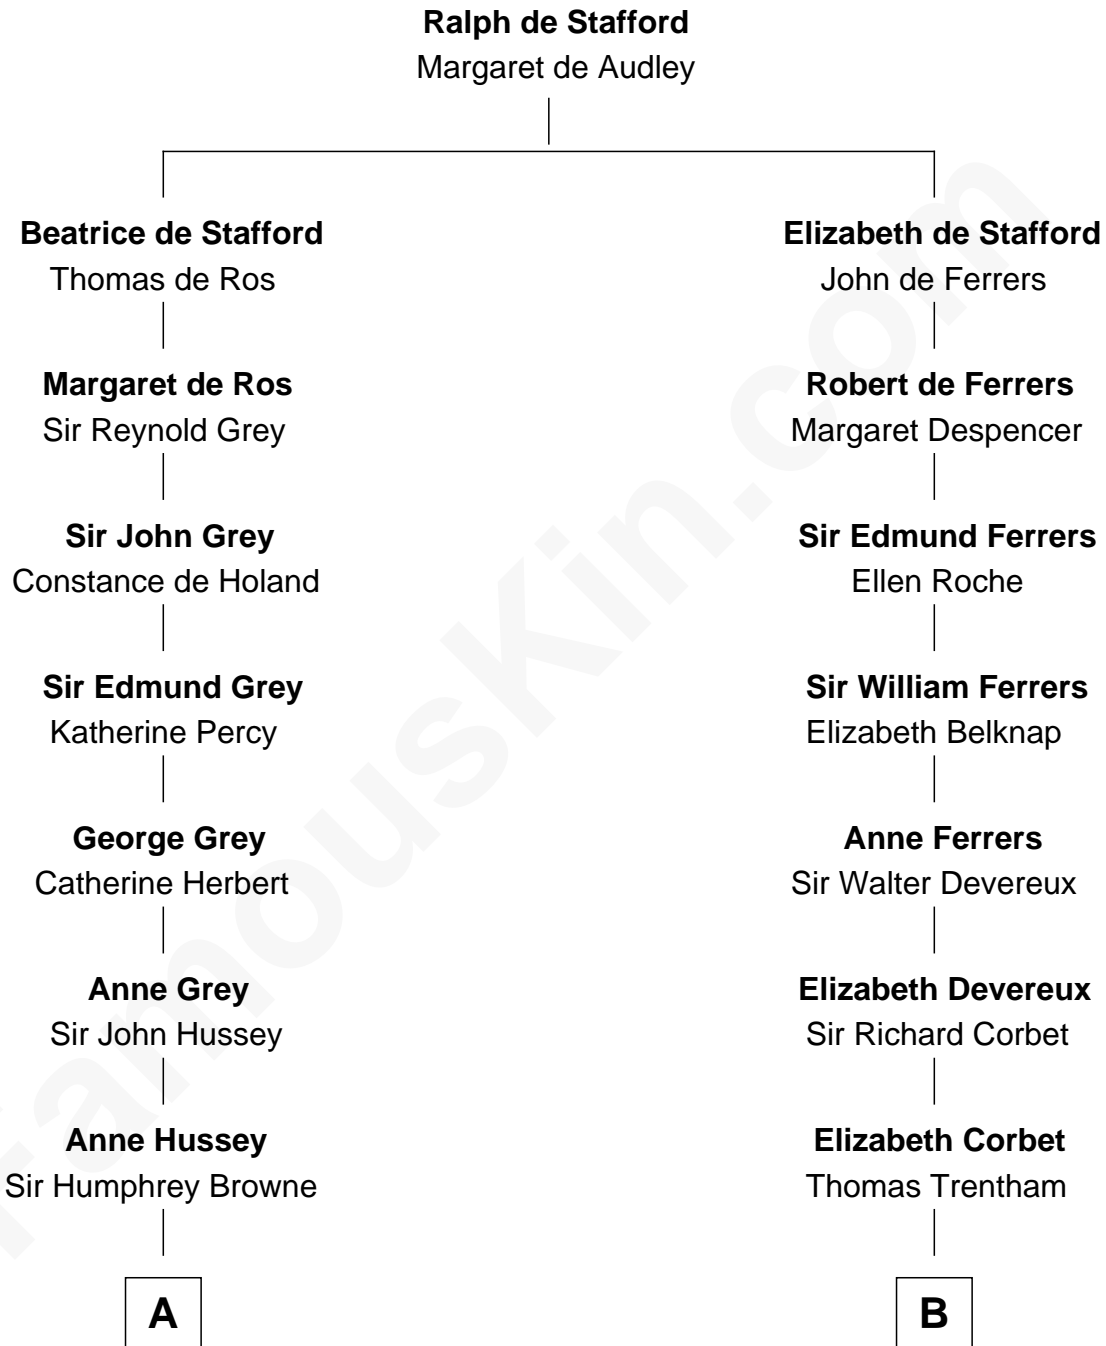 Ralph de Stafford
Margaret de Audley
Beatrice de Stafford
Thomas de Ros
Elizabeth de Stafford
John de Ferrers
Margaret de Ros
Sir Reynold Grey
Robert de Ferrers
Margaret Despencer
Sir John Grey
Constance de Holand
Sir Edmund Ferrers
Ellen Roche
Sir Edmund Grey
Katherine Percy
Sir William Ferrers
Elizabeth Belknap
George Grey
Catherine Herbert
Anne Ferrers
Sir Walter Devereux
Anne Grey
Sir John Hussey
Elizabeth Devereux
Sir Richard Corbet
Anne Hussey
Sir Humphrey Browne
Elizabeth Corbet
Thomas Trentham
A
B
FamousKin.com